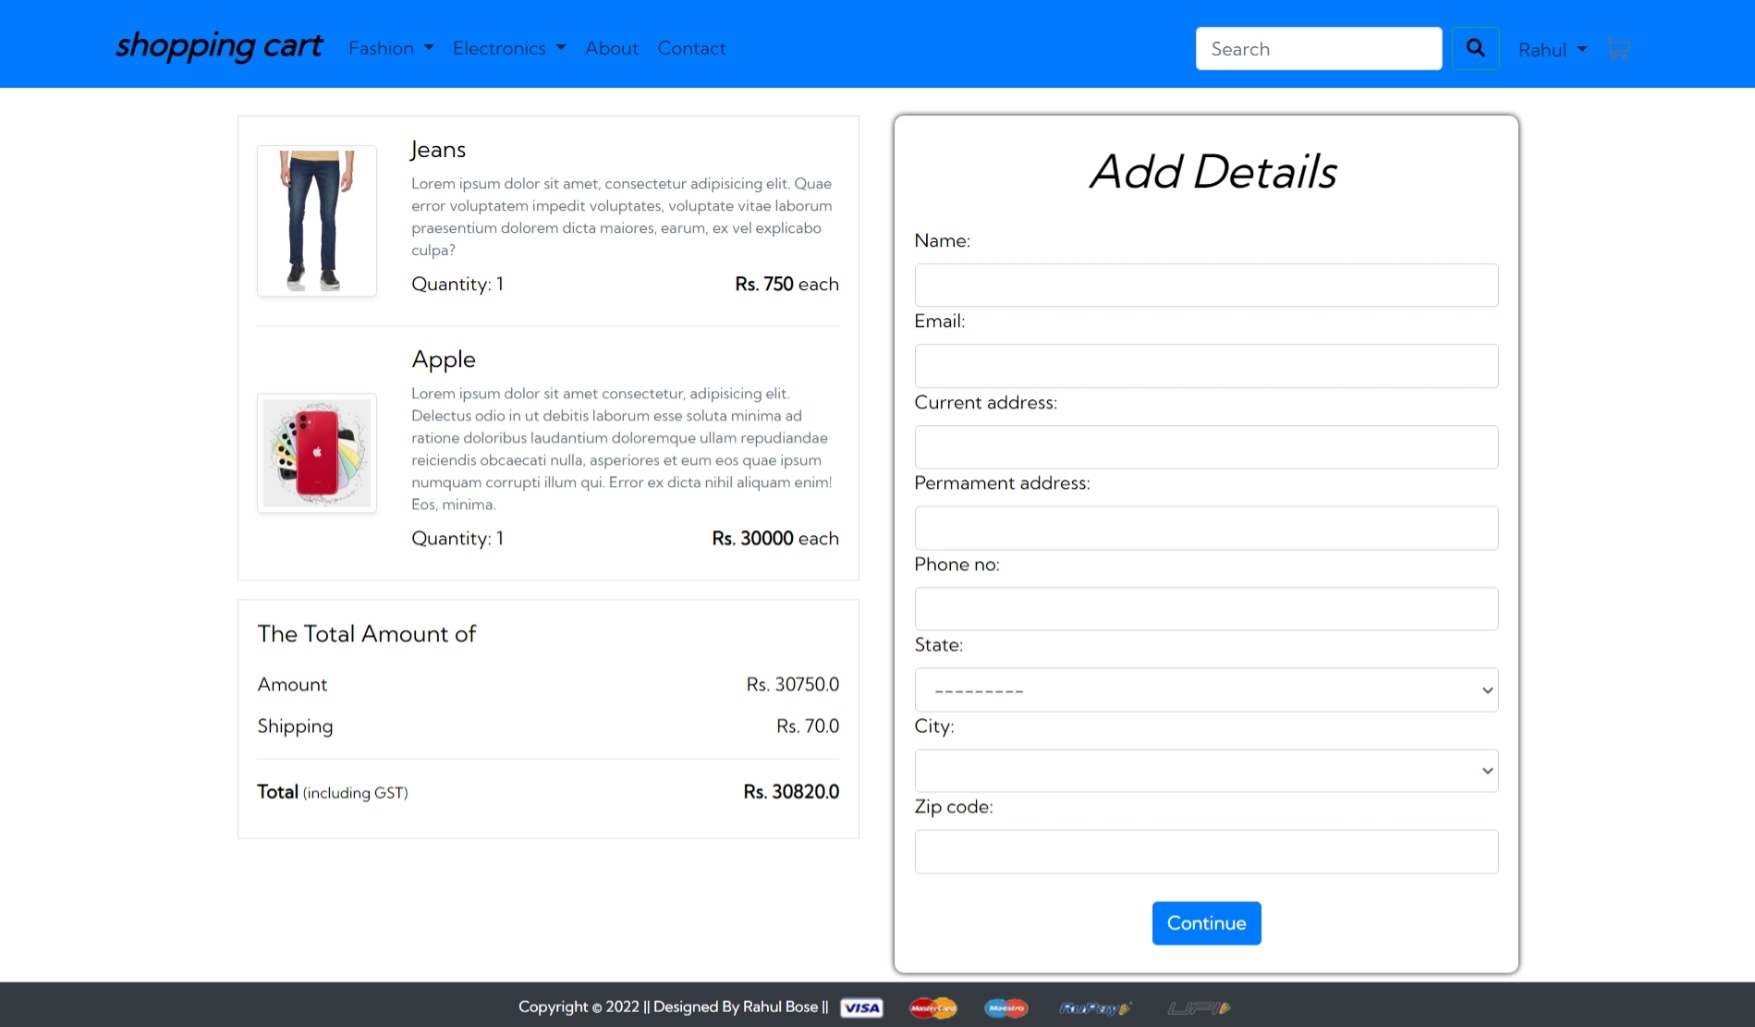 shopping cart Fashion Electronics About Contact Search Rahul
Jeans
Lorem ipsum dolor sit amet, consectetur adipisicing elit. Quae
error voluptatem impedit voluptates, voluptate vitae laborum
praesentium dolorem dicta maiores, earum, ex vel explicabo
culpa?
Quantity: 1 Rs. 750 each
Apple
Lorem ipsum dolor sit amet consectetur, adipisicing elit.
Delectus odio in ut debitis laborum esse soluta minima ad
ratione doloribus laudantium doloremque ullam repudiandae
reiciendis obcaecati nulla, asperiores et eum eos quae ipsum
numquam corrupti illum qui. Error ex dicta nihil aliquam enim!
Eos, minima.
Quantity: 1 Rs. 30000 each
The Total Amount of
Amount Rs. 30750.0
Shipping Rs. 70.0
Total (including GST) Rs. 30820.0
Add Details
Name:
Email:
Current address:
Permament address:
Phone no:
State:
---------
City:
Zip code:
Continue
Copyright © 2022 || Designed By Rahul Bose || VISA MasterCard Maestro RuPay UPI